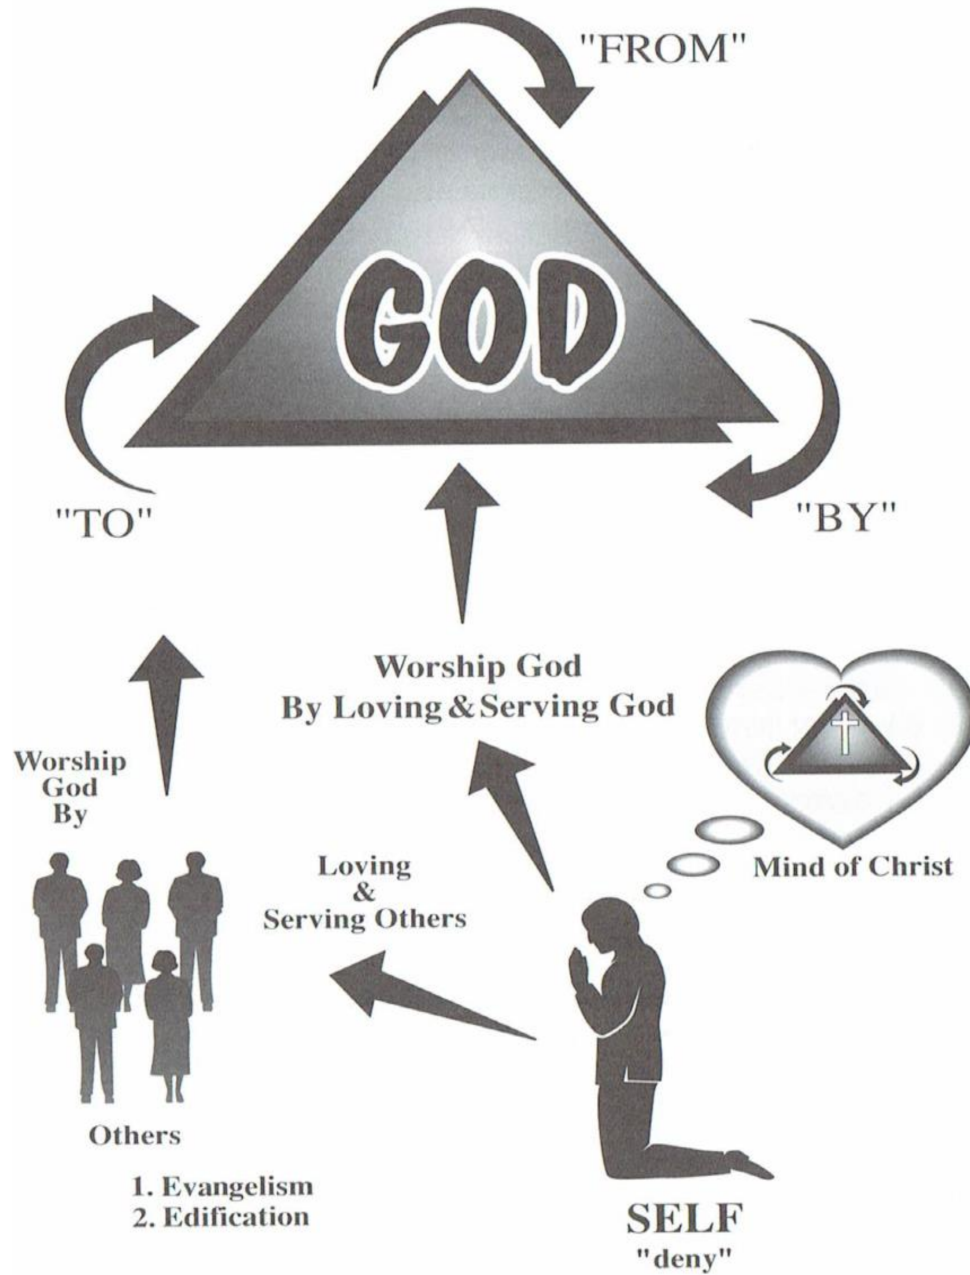 "FROM"
GOD
"TO"
"BY"
Worship God
By Loving & Serving God
Worship
God
By
Loving
&
Serving Others
Mind of Christ
Others
1. Evangelism
2. Edification
SELF
"deny"